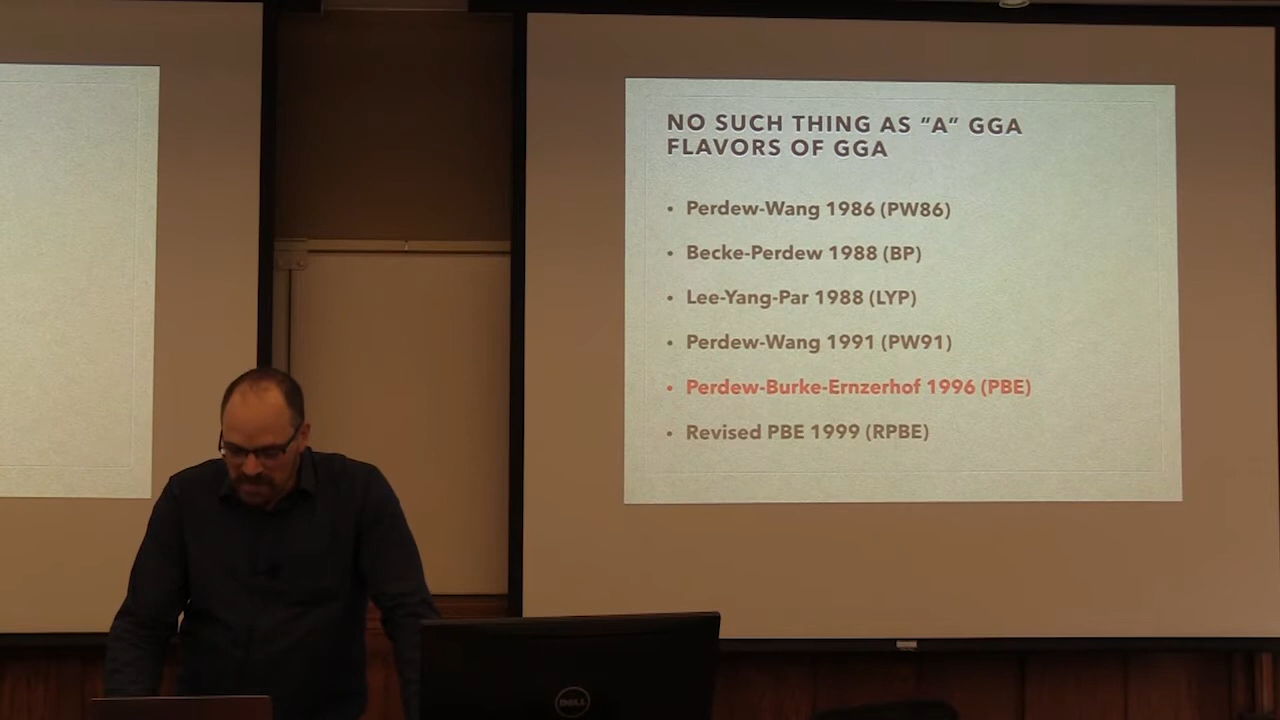 NO SUCH THING AS “A” GGA
FLAVORS OF GGA
• Perdew-Wang 1986 (PW86)
• Becke-Perdew 1988 (BP)
• Lee-Yang-Par 1988 (LYP)
• Perdew-Wang 1991 (PW91)
• Perdew-Burke-Ernzerhof 1996 (PBE)
• Revised PBE 1999 (RPBE)
DELL